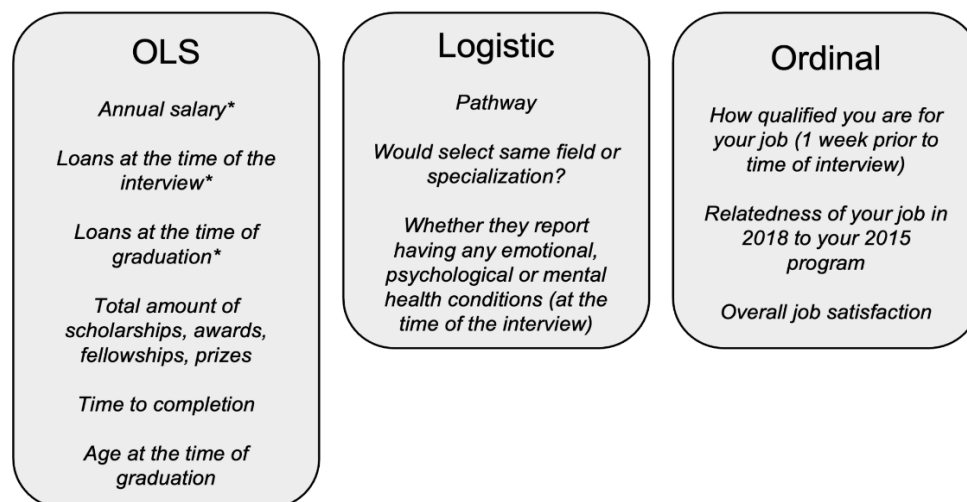 OLS
Annual salary*
Loans at the time of the
interview*
Loans at the time of
graduation*
Total amount of
scholarships, awards,
fellowships, prizes
Time to completion
Age at the time of
graduation
Logistic
Pathway
Would select same field or
specialization?
Whether they report
having any emotional,
psychological or mental
health conditions (at the
time of the interview)
Ordinal
How qualified you are for
your job (1 week prior to
time of interview)
Relatedness of your job in
2018 to your 2015
program
Overall job satisfaction